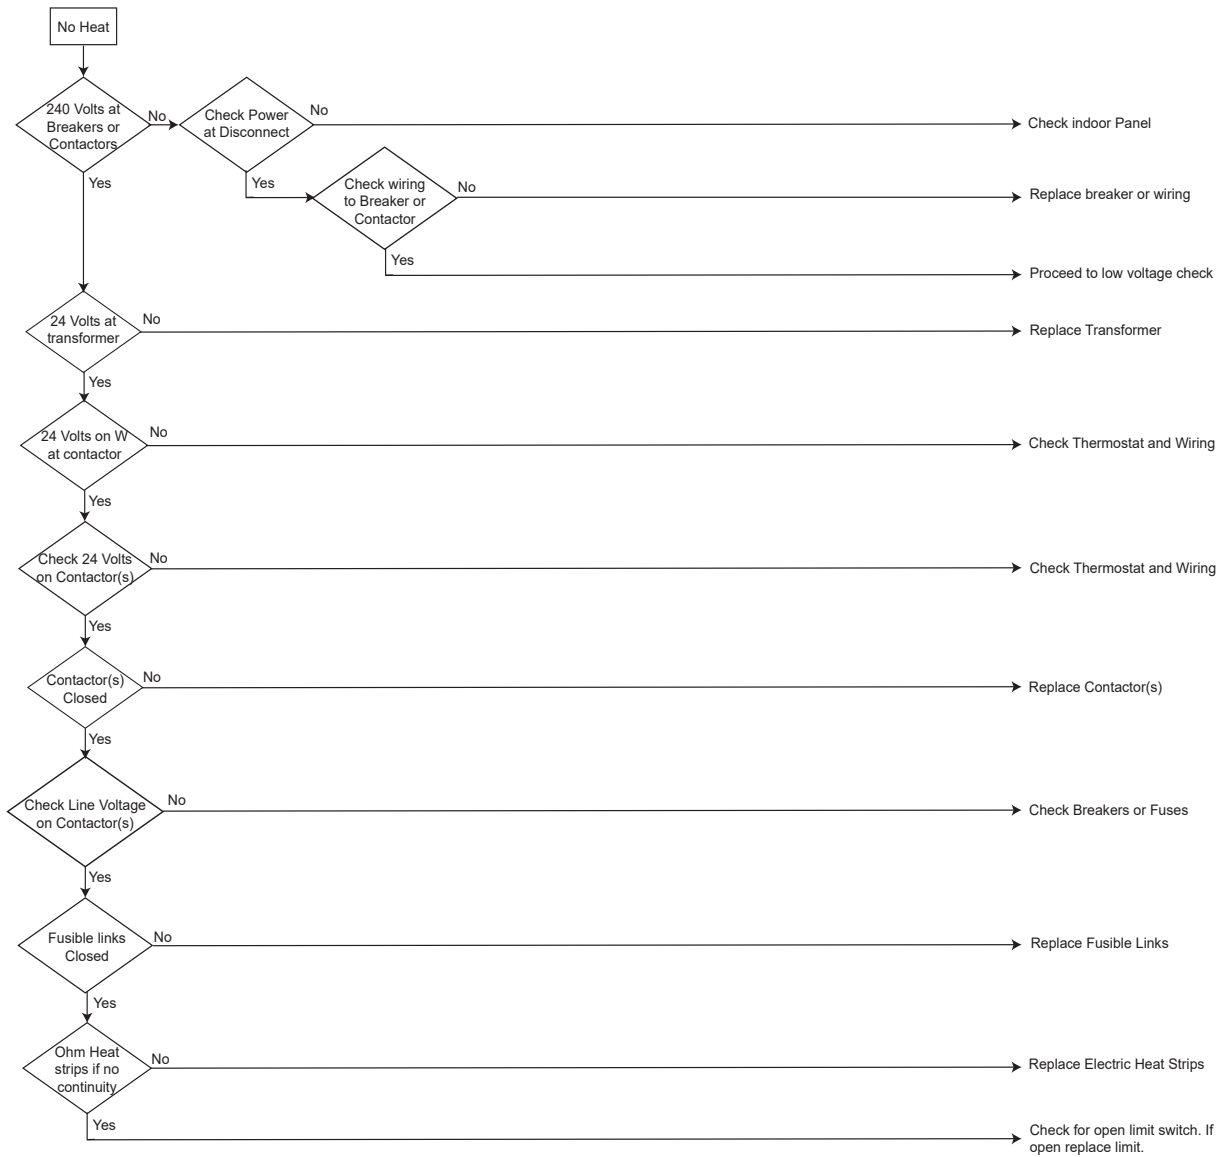 No Heat
240 Volts at
Breakers or
Contactors
No
Check Power
at Disconnect
No
Check indoor Panel
Yes
Yes
Check wiring
to Breaker or
Contactor
No
Replace breaker or wiring
Yes
Proceed to low voltage check
24 Volts at
transformer
No
Replace Transformer
Yes
24 Volts on W
at contactor
No
Check Thermostat and Wiring
Yes
Check 24 Volts
on Contactor(s)
No
Check Thermostat and Wiring
Yes
Contactor(s)
Closed
No
Replace Contactor(s)
Yes
Check Line Voltage
on Contactor(s)
No
Check Breakers or Fuses
Yes
Fusible links
Closed
No
Replace Fusible Links
Yes
Ohm Heat
strips if no
continuity
No
Replace Electric Heat Strips
Yes
Check for open limit switch. If
open replace limit.